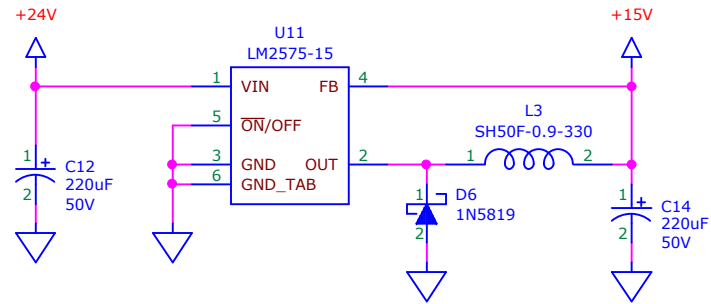 +24V
+15V
U11
LM2575-15
1 VIN FB 4
5 ON/OFF
3 GND OUT 2
6 GND_TAB
L3
SH50F-0.9-330
1 2
1
2
C12
220uF
50V
1
2
D6
1N5819
1
2
C14
220uF
50V